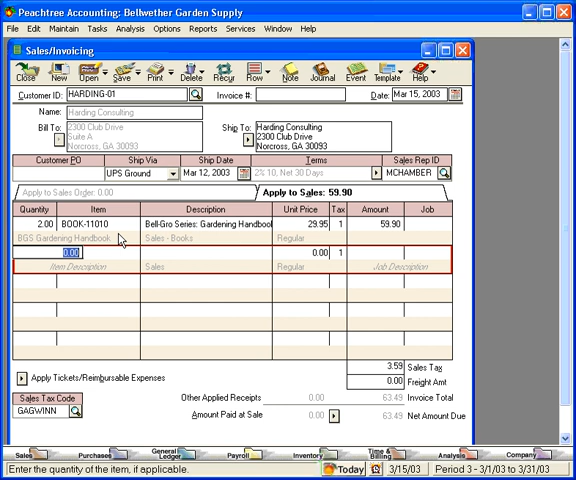 Peachtree Accounting: Bellwether Garden Supply
File Edit Maintain Tasks Analysis Options Reports Services Window Help
Sales/Invoicing
Close New Open Save Print Delete Recur Row Note Journal Event Template Help
Customer ID: HARDING-01 Invoice #: Date: Mar 15, 2003
Name: Harding Consulting
Bill To: 2300 Club Drive Ship To: Harding Consulting
Suite A 2300 Club Drive
Norcross, GA 30093 Norcross, GA 30093
Customer PO Ship Via Ship Date Terms Sales Rep ID
UPS Ground Mar 12, 2003 2% 10, Net 30 Days MCHAMBER
Apply to Sales Order: 0.00 Apply to Sales: 59.90
Quantity Item Description Unit Price Tax Amount Job
2.00 BOOK-11010 Bell-Gro Series: Gardening Handbool 29.95 1 59.90
BGS Gardening Handbook Sales - Books Regular
0.00 0.00 1
Item Description Sales Regular Job Description
3.59 Sales Tax
Apply Tickets/Reimbursable Expenses 0.00 Freight Amt
Sales Tax Code Other Applied Receipts 0.00 63.49 Invoice Total
GAGWINN Amount Paid at Sale 0.00 63.49 Net Amount Due
Sales Purchases General Ledger Payroll Inventory Time & Billing Analysis Company
Enter the quantity of the item, if applicable. Today 3/15/03 Period 3 - 3/1/03 to 3/31/03